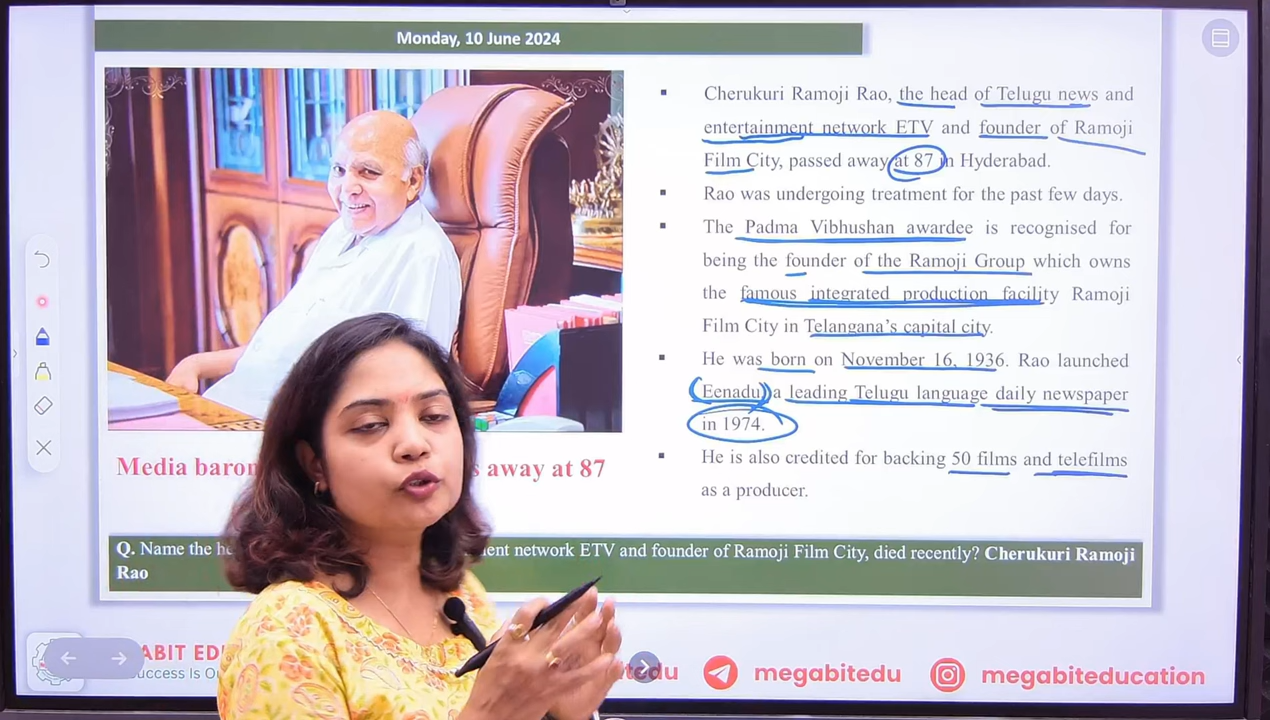 Monday, 10 June 2024
Cherukuri Ramoji Rao, the head of Telugu news and
entertainment network ETV and founder of Ramoji
Film City, passed away at 87 in Hyderabad.
Rao was undergoing treatment for the past few days.
The Padma Vibhushan awardee is recognised for
being the founder of the Ramoji Group which owns
the famous integrated production facility Ramoji
Film City in Telangana's capital city.
He was born on November 16, 1936. Rao launched
Eenadu, a leading Telugu language daily newspaper
in 1974.
He is also credited for backing 50 films and telefilms
as a producer.
Media baron away at 87
Q. Name the network ETV and founder of Ramoji Film City, died recently? Cherukuri Ramoji
Rao
megabitedu
megabiteducation